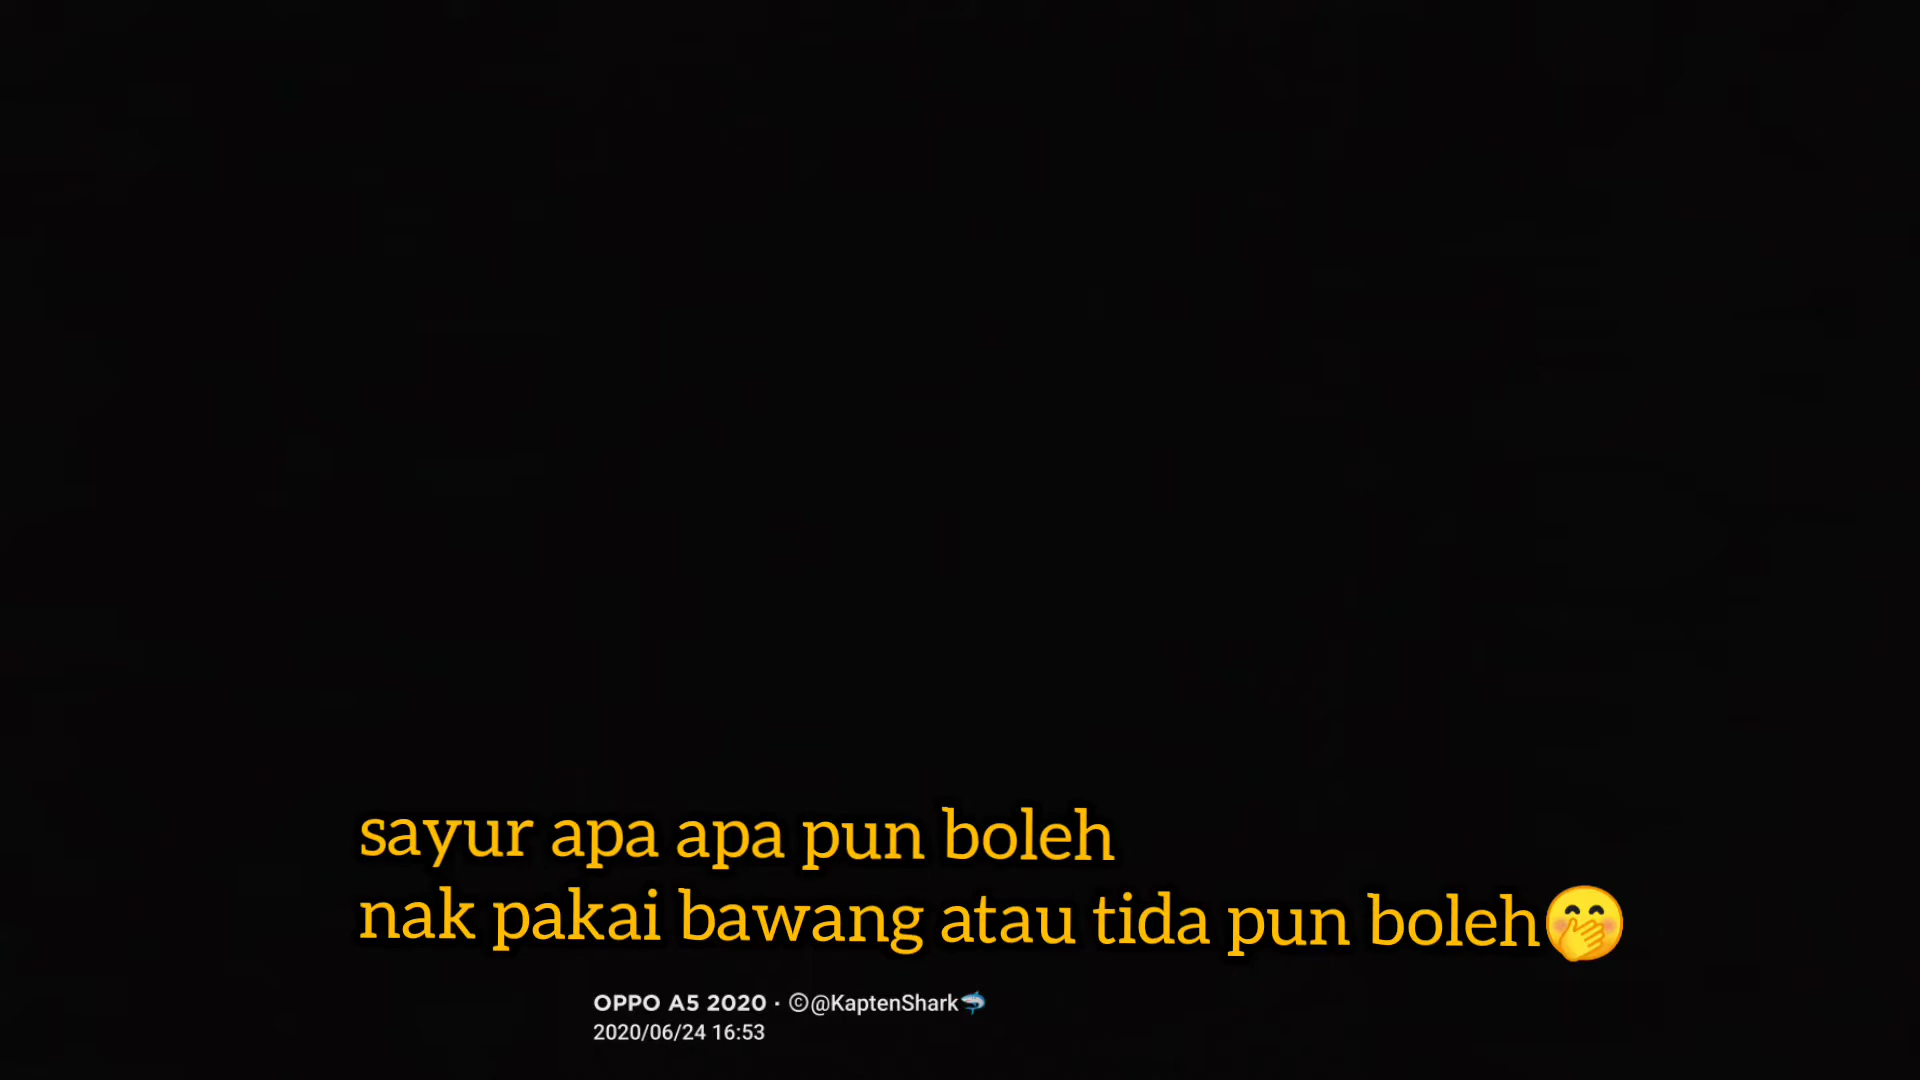 sayur apa apa pun boleh
nak pakai bawang atau tida pun boleh🤭
OPPO A5 2020 · ©@KaptenShark🦈
2020/06/24 16:53